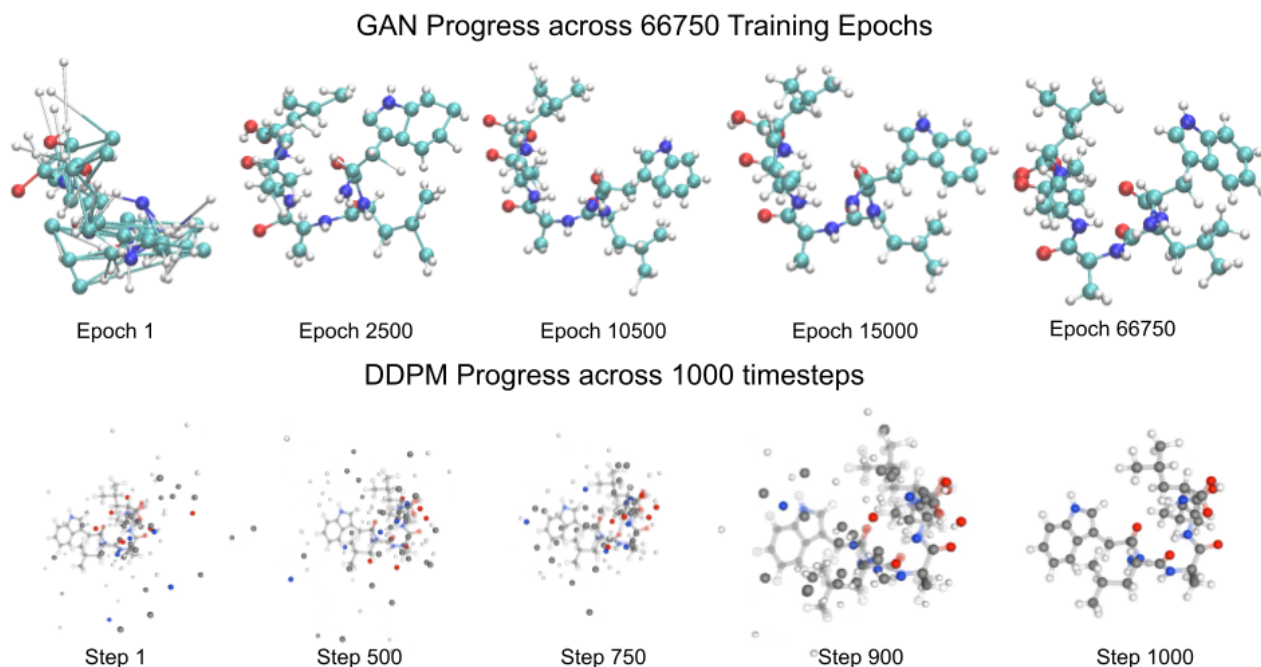 GAN Progress across 66750 Training Epochs
Epoch 1
Epoch 2500
Epoch 10500
Epoch 15000
Epoch 66750
DDPM Progress across 1000 timesteps
Step 1
Step 500
Step 750
Step 900
Step 1000